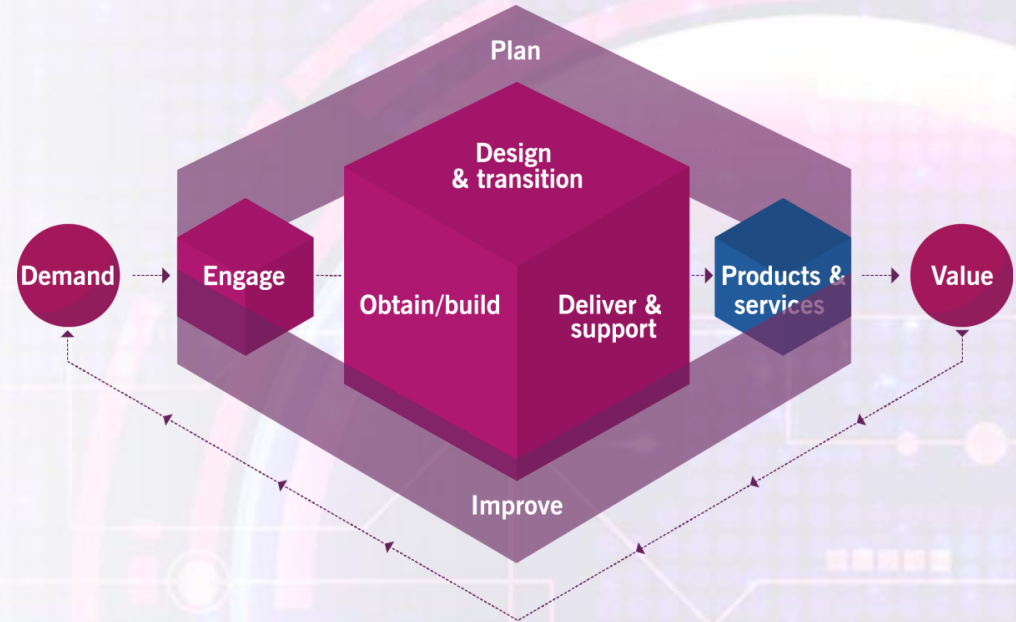 Plan
Design
& transition
Demand
Engage
Obtain/build
Deliver &
support
Products &
services
Value
Improve